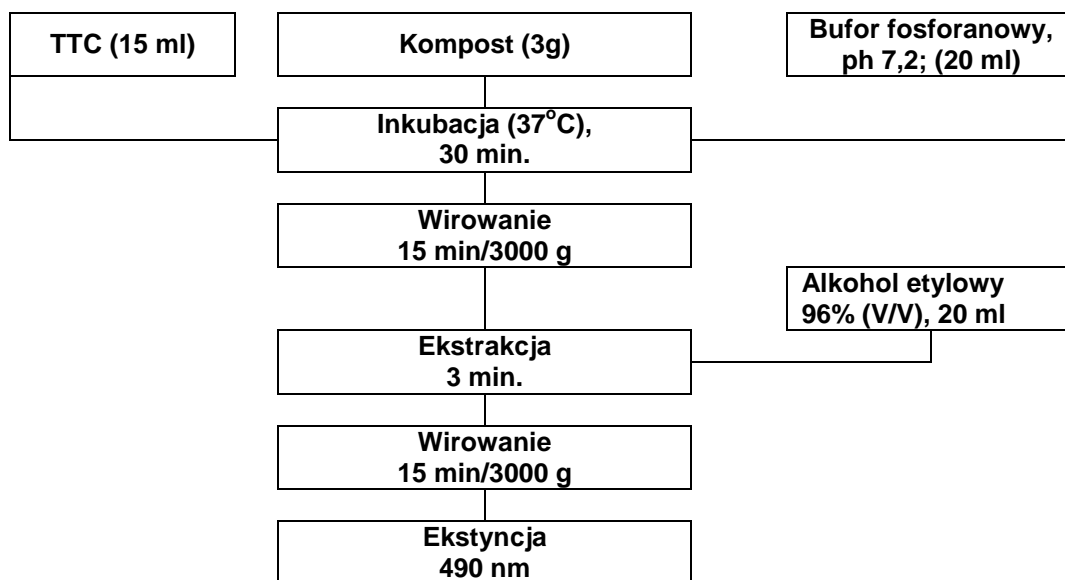 TTC (15 ml)
Kompost (3g)
Bufor fosforanowy,
ph 7,2; (20 ml)
Inkubacja (37°C),
30 min.
Wirowanie
15 min/3000 g
Alkohol etylowy
96% (V/V), 20 ml
Ekstrakcja
3 min.
Wirowanie
15 min/3000 g
Ekstyncja
490 nm